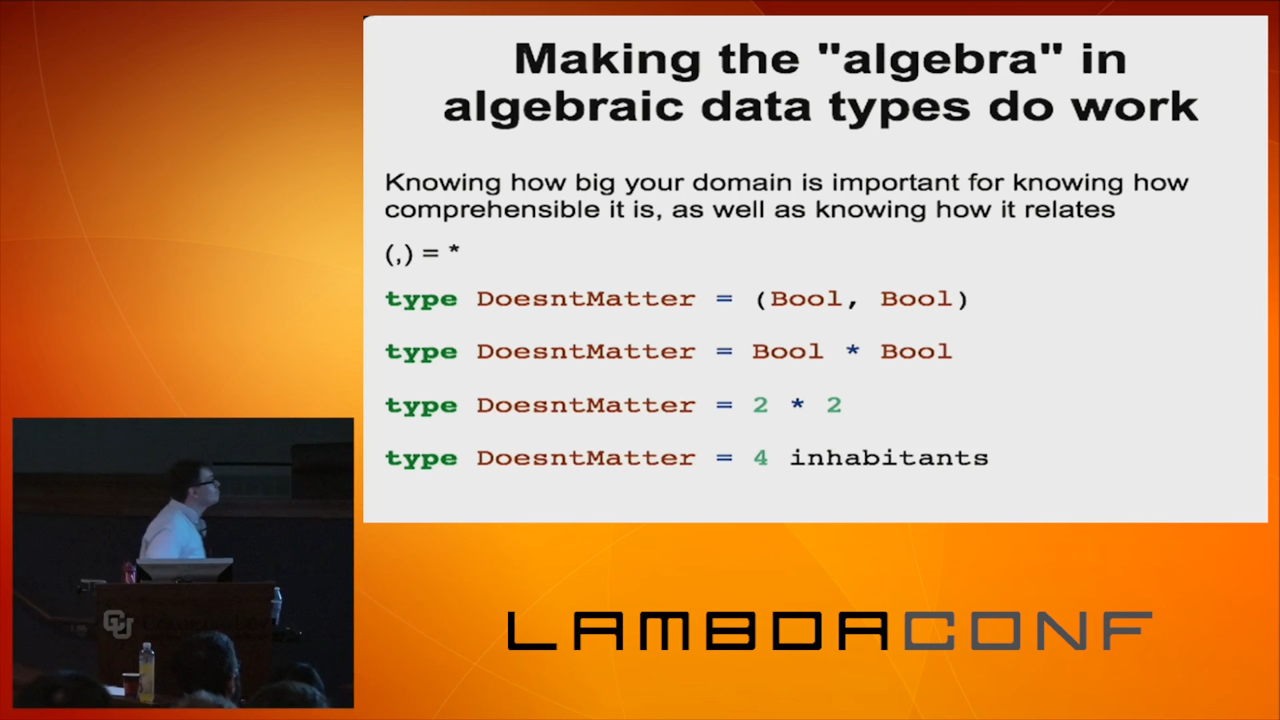 Making the "algebra" in
algebraic data types do work
Knowing how big your domain is important for knowing how
comprehensible it is, as well as knowing how it relates
(,) = *
type DoesntMatter = (Bool, Bool)
type DoesntMatter = Bool * Bool
type DoesntMatter = 2 * 2
type DoesntMatter = 4 inhabitants
CU
LAMBDACONF